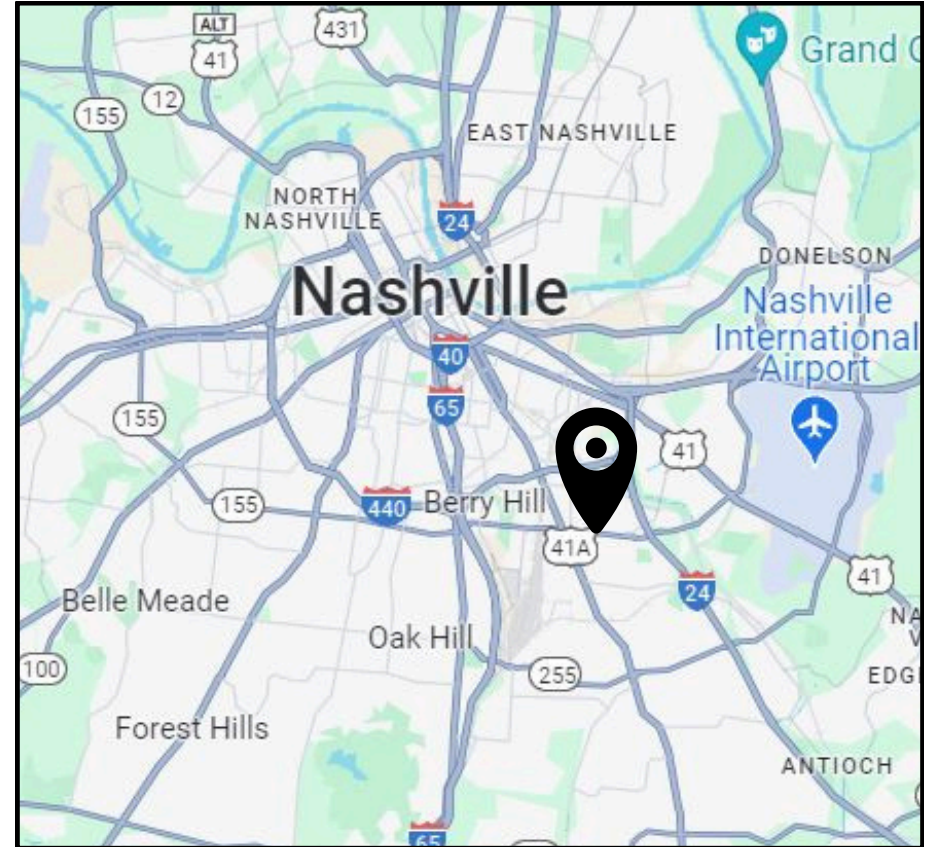 ALT
41
431
Grand C
12
155
EAST NASHVILLE
NORTH
NASHVILLE
24
DONELSON
Nashville
Nashville
International
Airport
40
65
155
41
155
440
Berry Hill
41A
41
24
Belle Meade
NA
V
Oak Hill
100
255
EDG
Forest Hills
ANTIOCH
65